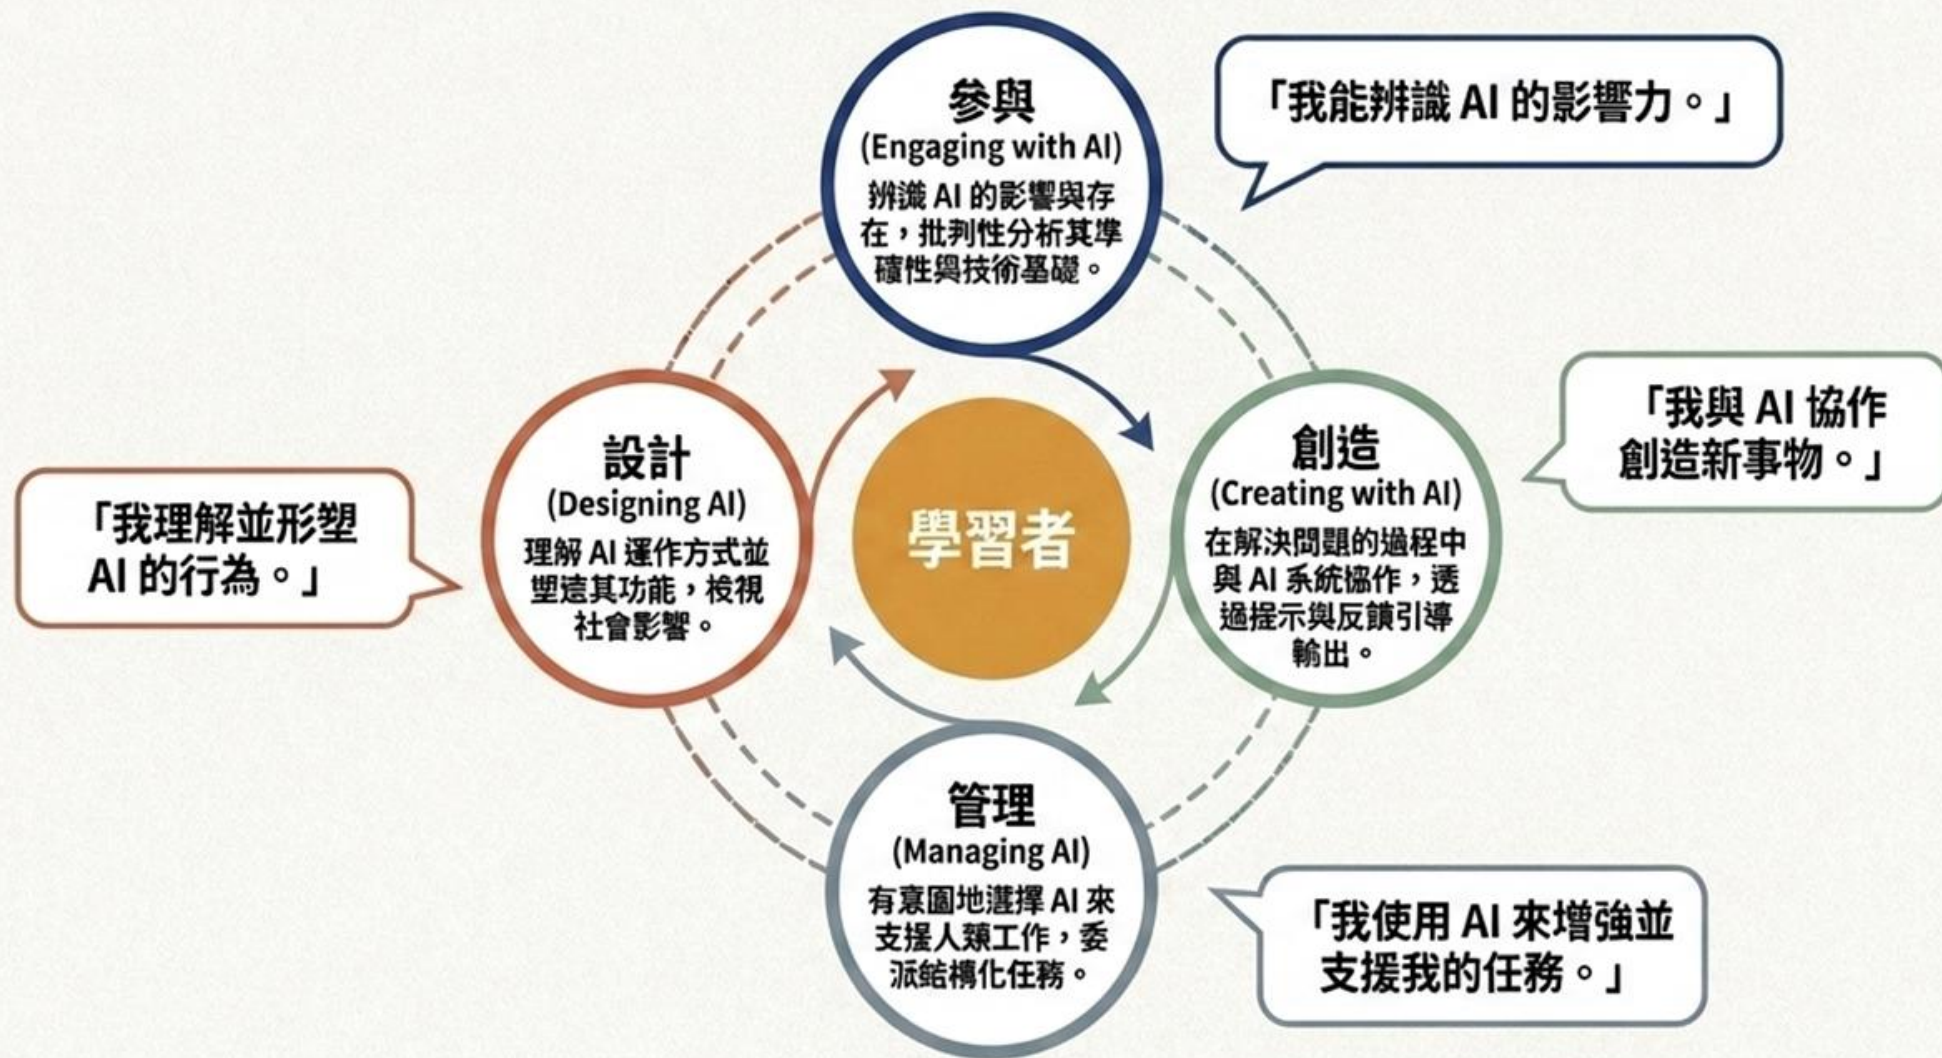 參與
(Engaging with AI)
辨識 AI 的影響與存
在，批判性分析其準
確性與技術基礎。
「我能辨識 AI 的影響力。」
創造
(Creating with AI)
在解決問題的過程中
與 AI 系統協作，透
過提示與反饋引導
輸出。
「我與 AI 協作
創造新事物。」
學習者
設計
(Designing AI)
理解 AI 運作方式並
塑造其功能，檢視
社會影響。
「我理解並形塑
AI 的行為。」
管理
(Managing AI)
有意圖地選擇 AI 來
支援人類工作，委
派結構化任務。
「我使用 AI 來增強並
支援我的任務。」